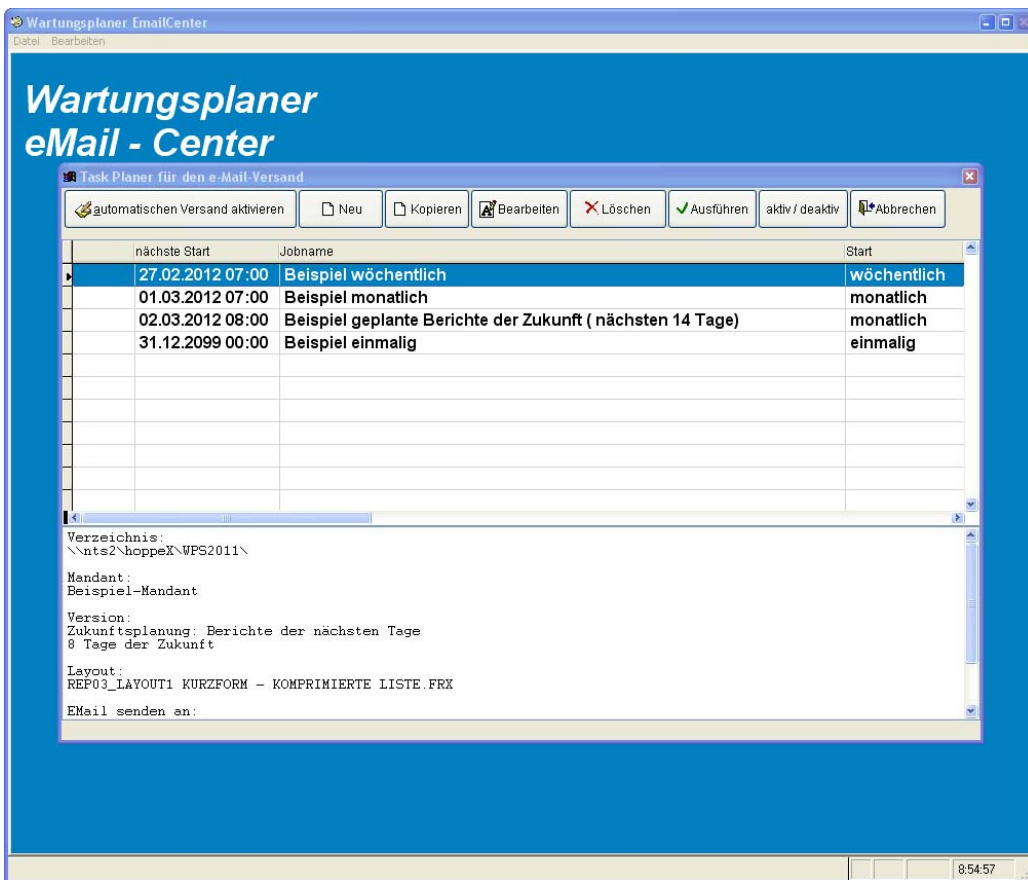 Wartungsplaner EmailCenter
Datei Bearbeiten
Wartungsplaner
eMail - Center
Task Planer für den e-Mail-Versand
automatischen Versand aktivieren Neu Kopieren Bearbeiten Löschen Ausführen aktiv / deaktiv Abbrechen
nächste Start Jobname Start
27.02.2012 07:00 Beispiel wöchentlich wöchentlich
01.03.2012 07:00 Beispiel monatlich monatlich
02.03.2012 08:00 Beispiel geplante Berichte der Zukunft ( nächsten 14 Tage) monatlich
31.12.2099 00:00 Beispiel einmalig einmalig
Verzeichnis:
\\nts2\hoppeX\WPS2011\
Mandant:
Beispiel-Mandant
Version:
Zukunftsplanung: Berichte der nächsten Tage
8 Tage der Zukunft
Layout:
REP03_LAYOUT1 KURZFORM - KOMPRIMIERTE LISTE.FRX
EMail senden an:
8:54:57